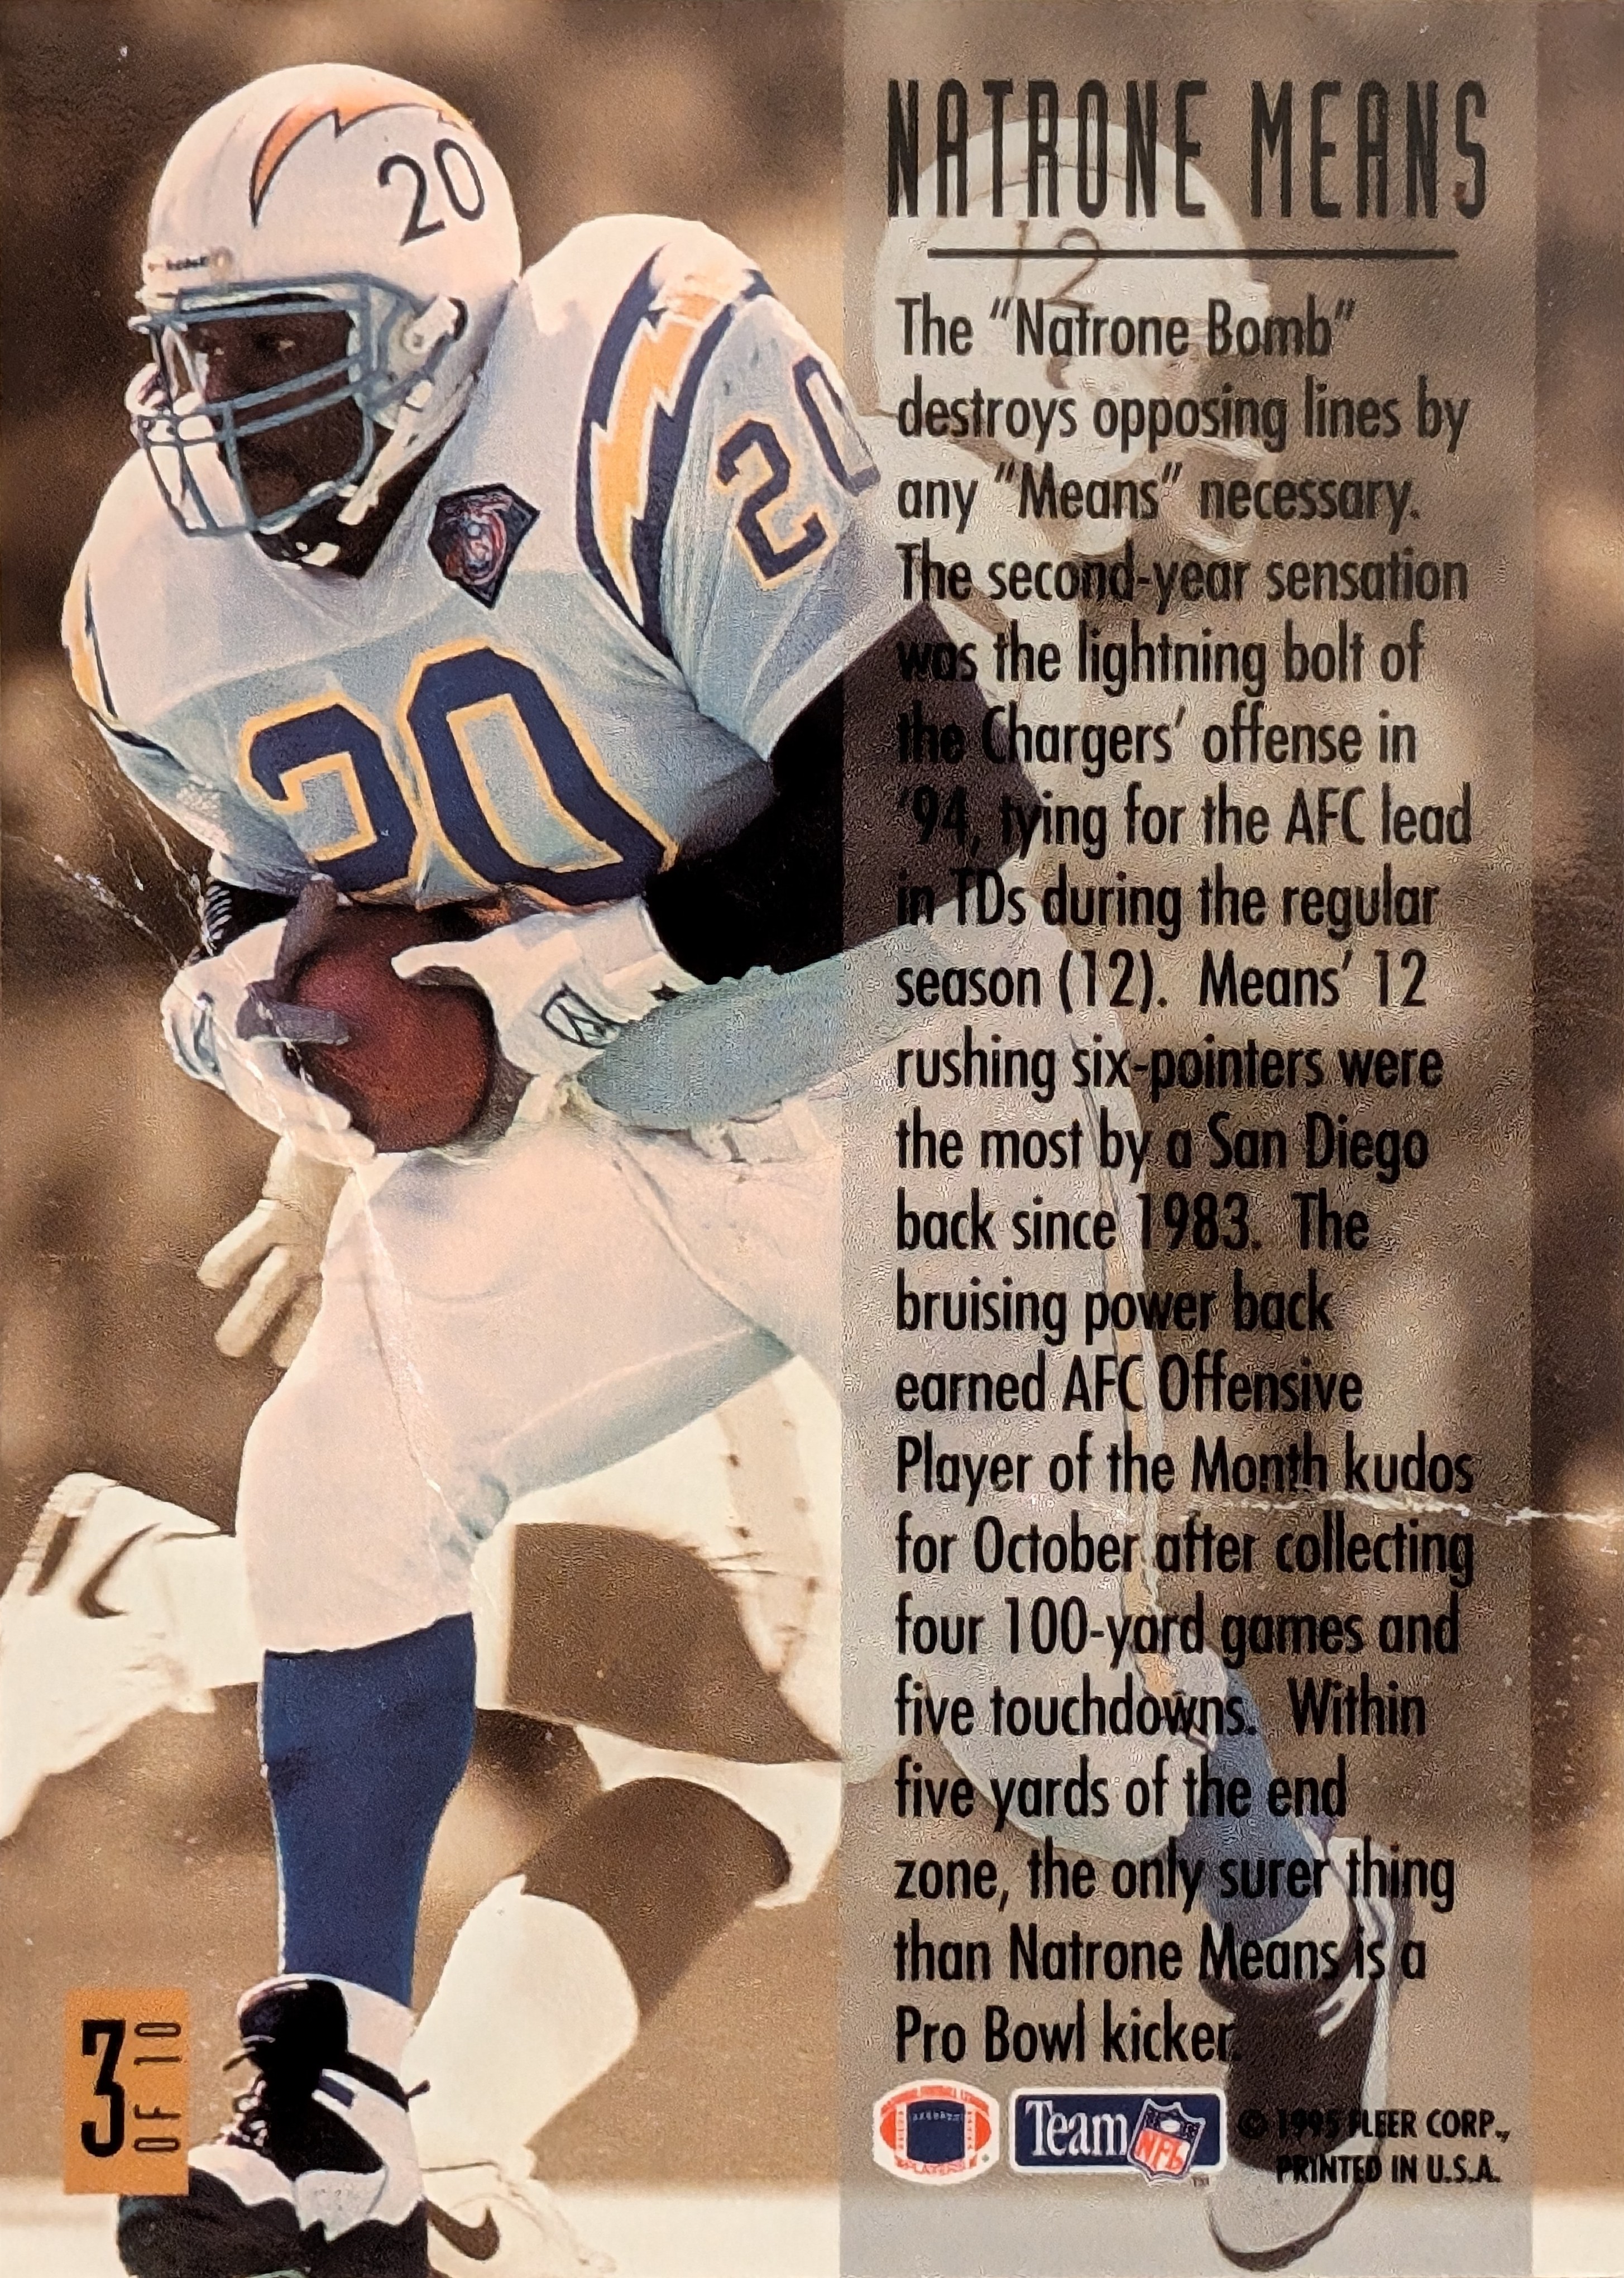 NATRONE MEANS
The “Natrone Bomb”
destroys opposing lines by
any “Means” necessary.
The second-year sensation
was the lightning bolt of
the Chargers’ offense in
’94, tying for the AFC lead
in TDs during the regular
season (12). Means’ 12
rushing six-pointers were
the most by a San Diego
back since 1983. The
bruising power back
earned AFC Offensive
Player of the Month kudos
for October after collecting
four 100-yard games and
five touchdowns. Within
five yards of the end
zone, the only surer thing
than Natrone Means is a
Pro Bowl kicker.
Team NFL
TM
© 1995 FLEER CORP.,
PRINTED IN U.S.A.
3
OF 10
20
20
20
12
PLAYERS